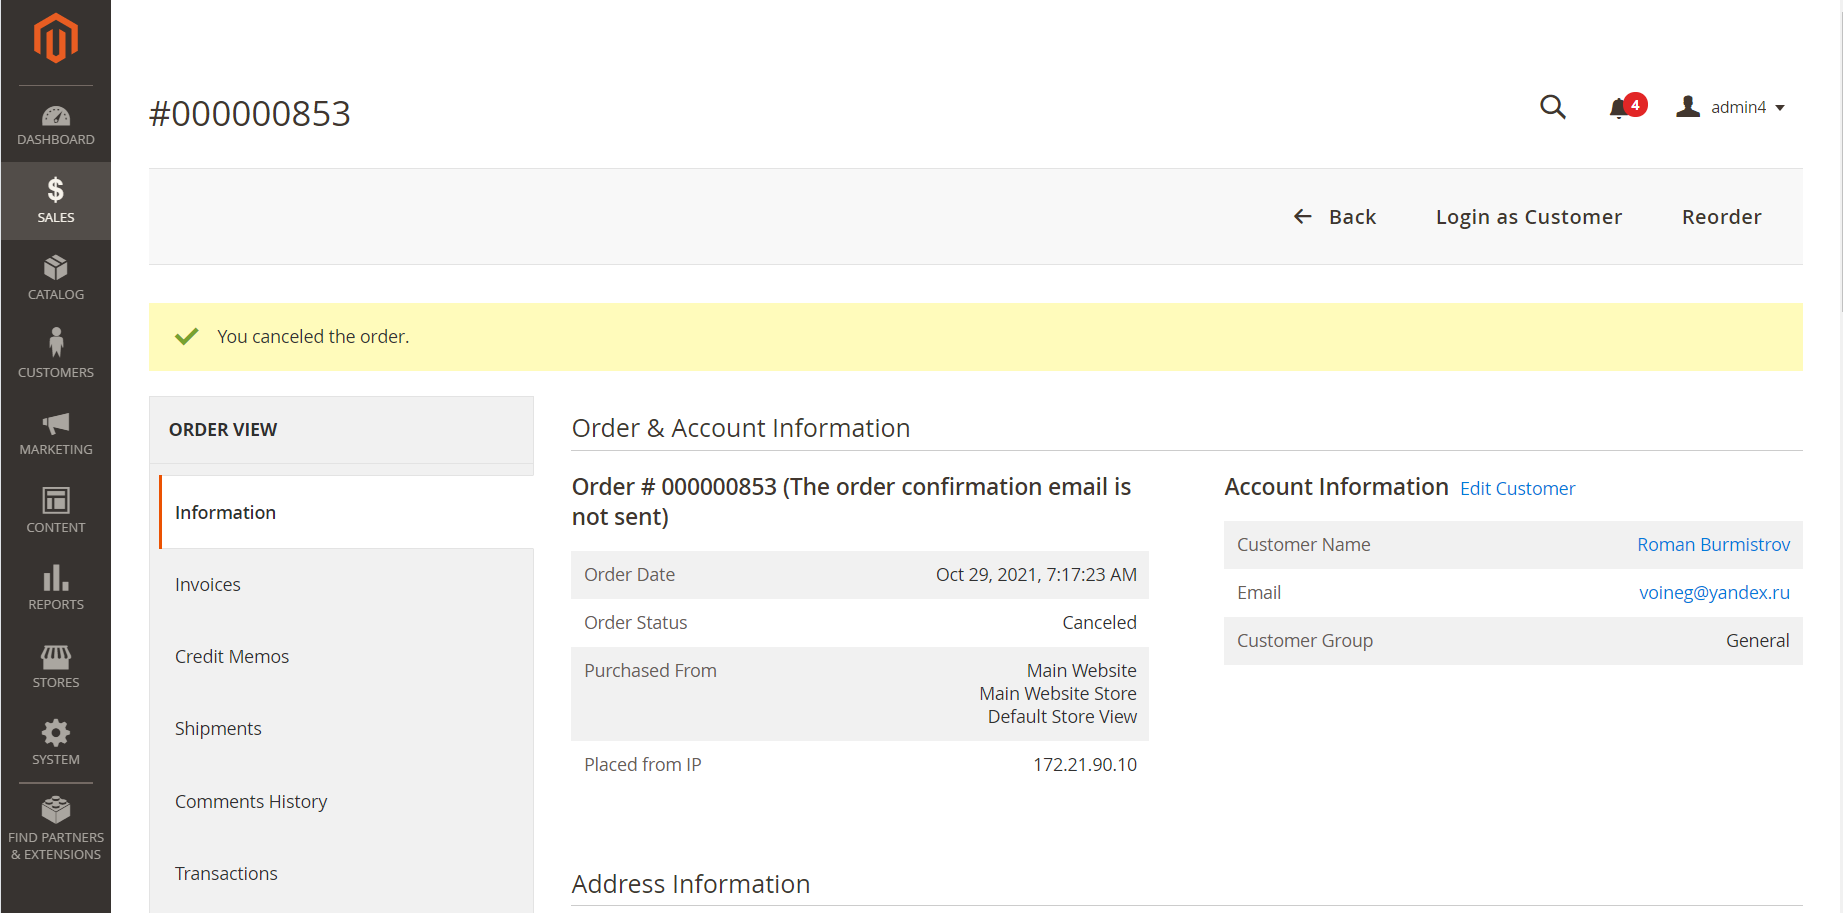 #000000853
4
admin4
DASHBOARD
SALES
CATALOG
CUSTOMERS
MARKETING
CONTENT
REPORTS
STORES
SYSTEM
FIND PARTNERS
& EXTENSIONS
Back
Login as Customer
Reorder
You canceled the order.
ORDER VIEW
Information
Invoices
Credit Memos
Shipments
Comments History
Transactions
Order & Account Information
Order # 000000853 (The order confirmation email is
not sent)
Order Date Oct 29, 2021, 7:17:23 AM
Order Status Canceled
Purchased From Main Website
Main Website Store
Default Store View
Placed from IP 172.21.90.10
Account Information Edit Customer
Customer Name Roman Burmistrov
Email voineg@yandex.ru
Customer Group General
Address Information